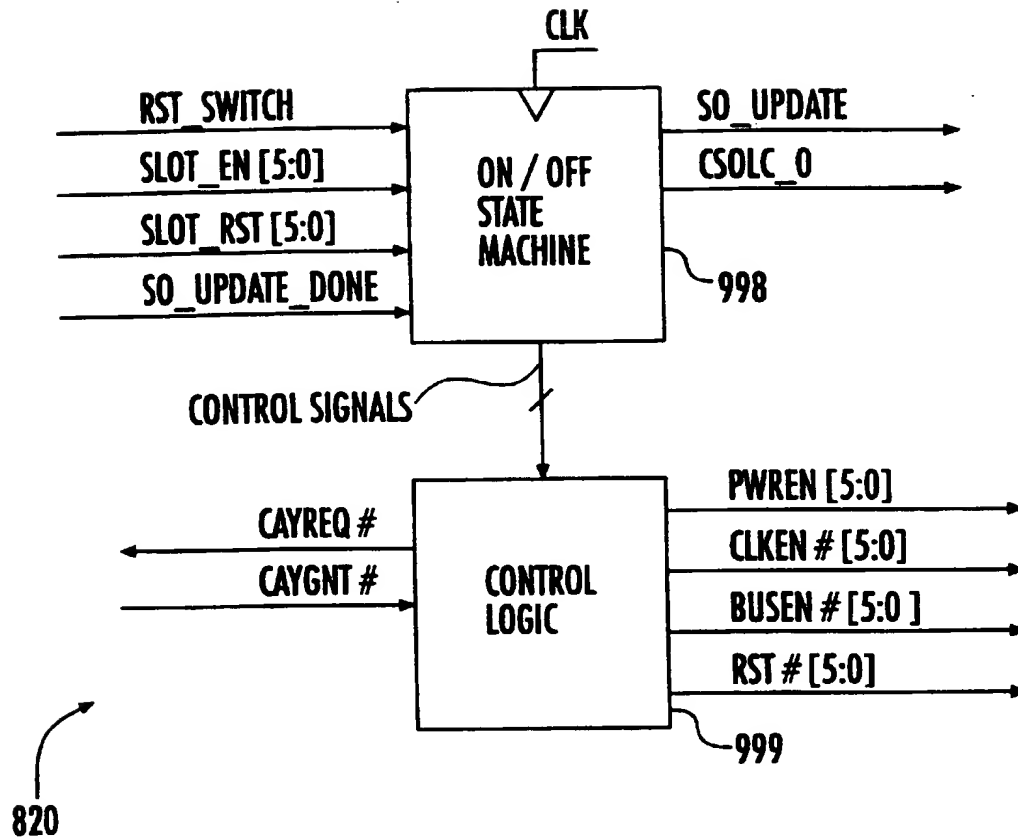 CLK
RST_SWITCH
SLOT_EN [5:0]
SLOT_RST [5:0]
SO_UPDATE_DONE
ON / OFF
STATE
MACHINE
SO_UPDATE
CSOLC_0
998
CONTROL SIGNALS
CAYREQ #
CAYGNT #
CONTROL
LOGIC
PWREN [5:0]
CLKEN # [5:0]
BUSEN # [5:0 ]
RST # [5:0]
999
820